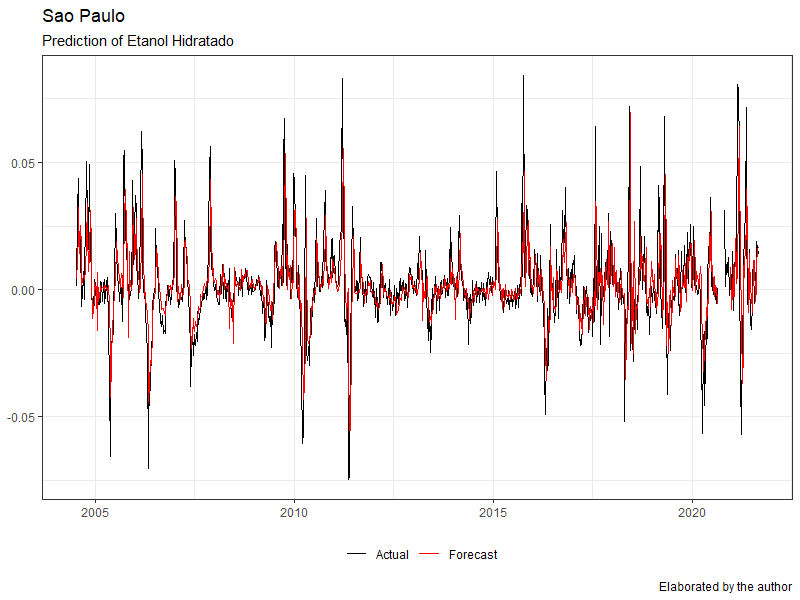 Sao Paulo
Prediction of Etanol Hidratado
0.05
0.00
-0.05
2005 2010 2015 2020
Actual Forecast
Elaborated by the author